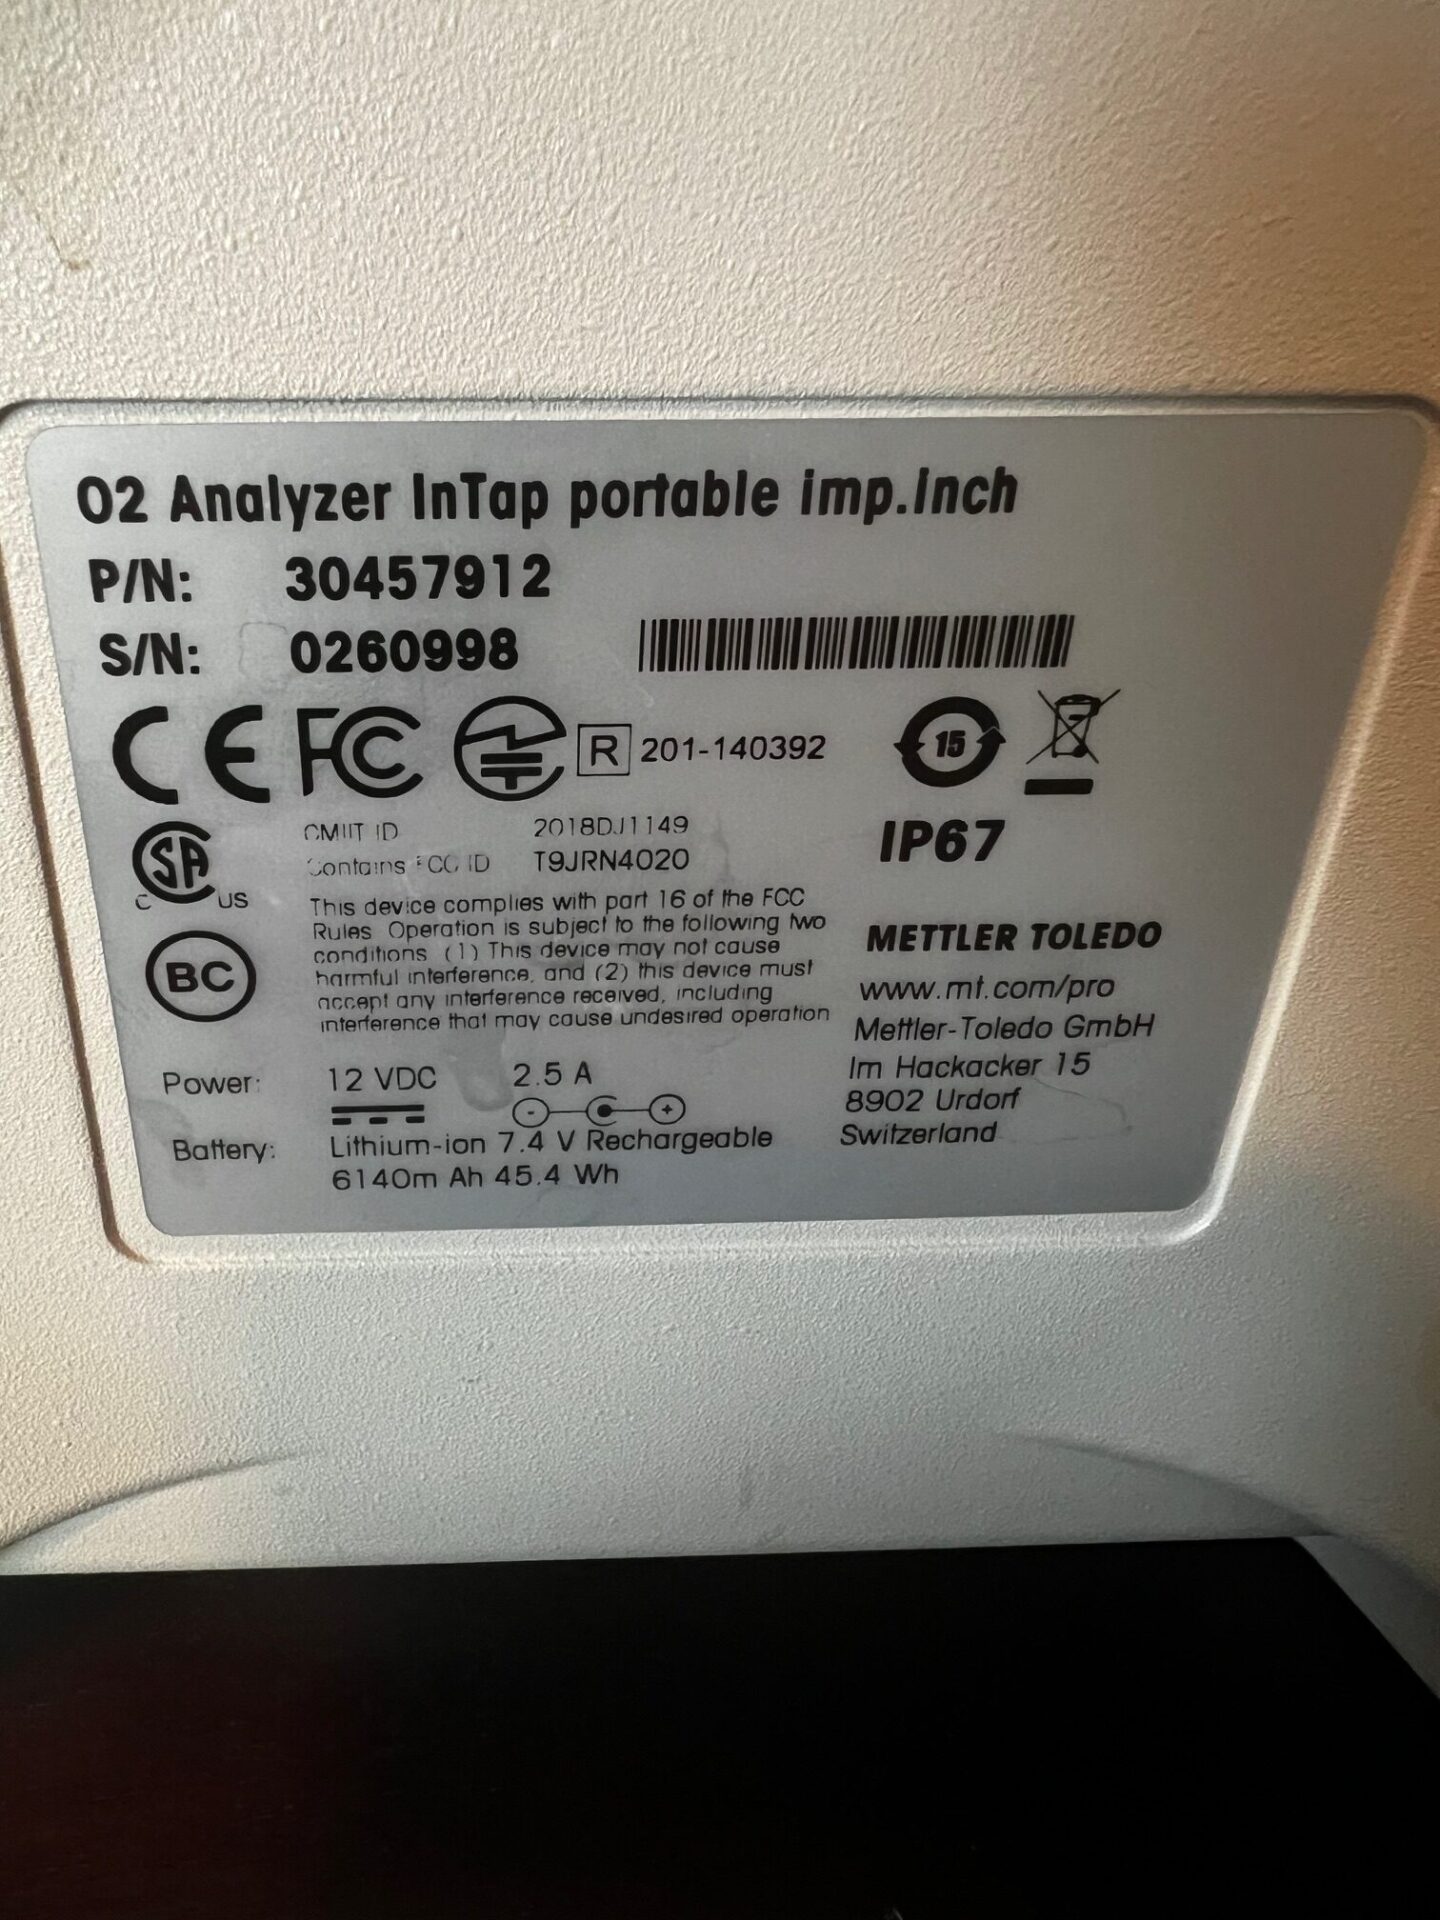 O2 Analyzer InTap portable imp.Inch
P/N: 30457912
S/N: 0260998
CE FC R 201-140392 15
CMIIT ID 2018DJ1149
Contains FCC ID T9JRN4020
IP67
C SA US
This device complies with part 16 of the FCC
Rules Operation is subject to the following two
conditions (1) This device may not cause
harmful interference, and (2) this device must
accept any interference received, including
interference that may cause undesired operation
BC
METTLER TOLEDO
www.mt.com/pro
Mettler-Toledo GmbH
Im Hackacker 15
8902 Urdorf
Switzerland
Power: 12 VDC 2.5 A
- +
Battery: Lithium-ion 7.4 V Rechargeable
6140m Ah 45.4 Wh